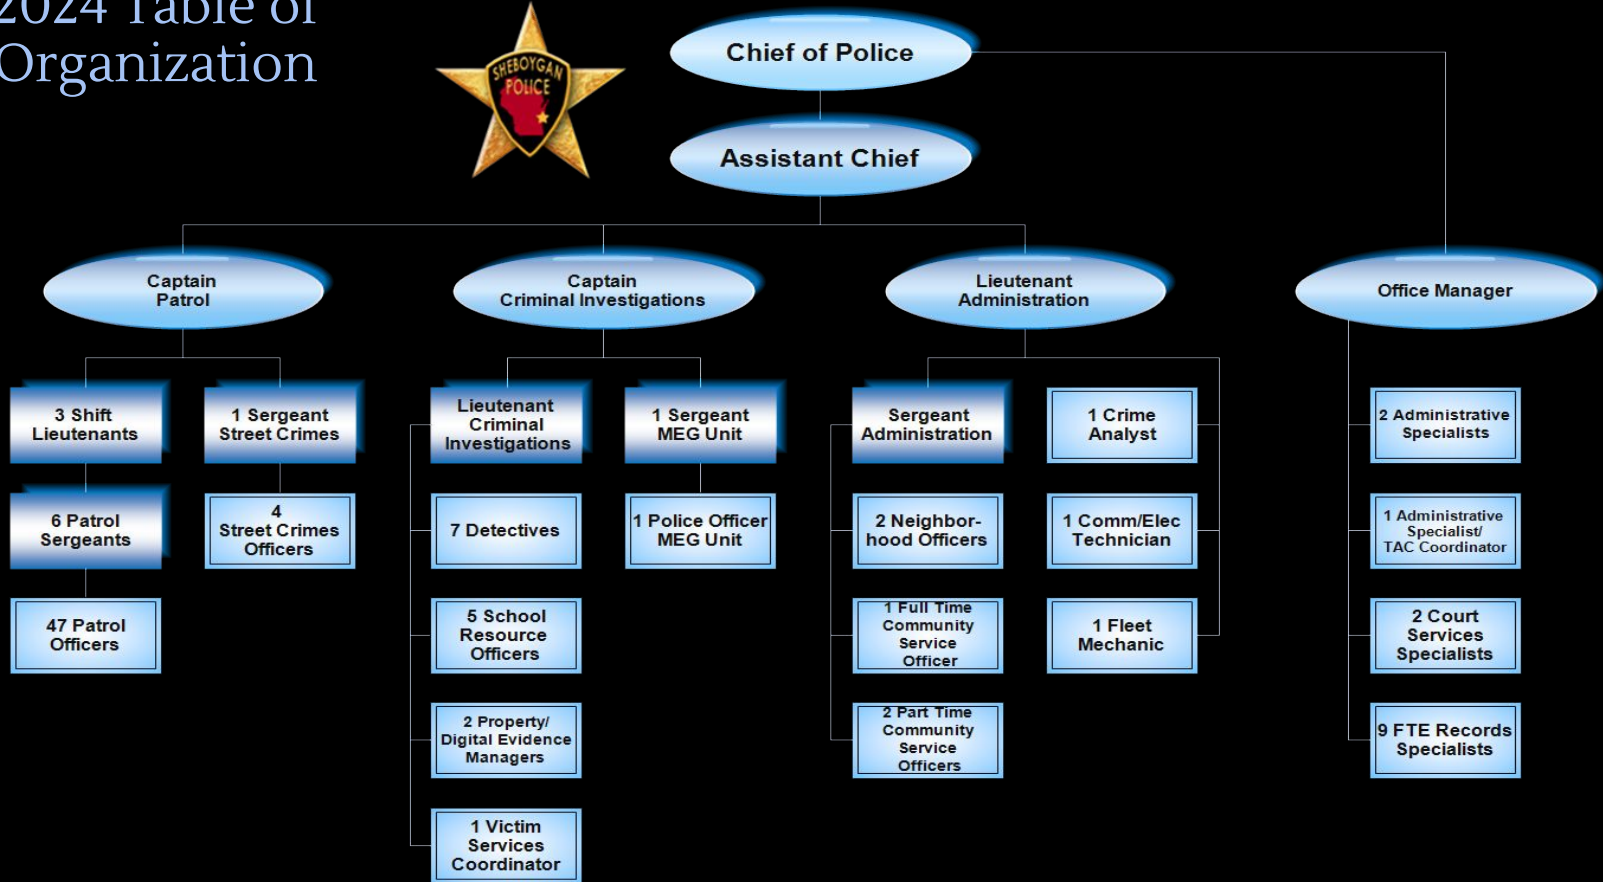 2024 Table of
Organization
SHEBOYGAN
POLICE
Chief of Police
Assistant Chief
Captain
Patrol
Captain
Criminal Investigations
Lieutenant
Administration
Office Manager
3 Shift
Lieutenants
1 Sergeant
Street Crimes
Lieutenant
Criminal
Investigations
1 Sergeant
MEG Unit
Sergeant
Administration
1 Crime
Analyst
2 Administrative
Specialists
6 Patrol
Sergeants
4
Street Crimes
Officers
7 Detectives
1 Police Officer
MEG Unit
2 Neighbor-
hood Officers
1 Comm/Elec
Technician
1 Administrative
Specialist/
TAC Coordinator
47 Patrol
Officers
5 School
Resource
Officers
1 Full Time
Community
Service
Officer
1 Fleet
Mechanic
2 Court
Services
Specialists
2 Property/
Digital Evidence
Managers
2 Part Time
Community
Service
Officers
9 FTE Records
Specialists
1 Victim
Services
Coordinator